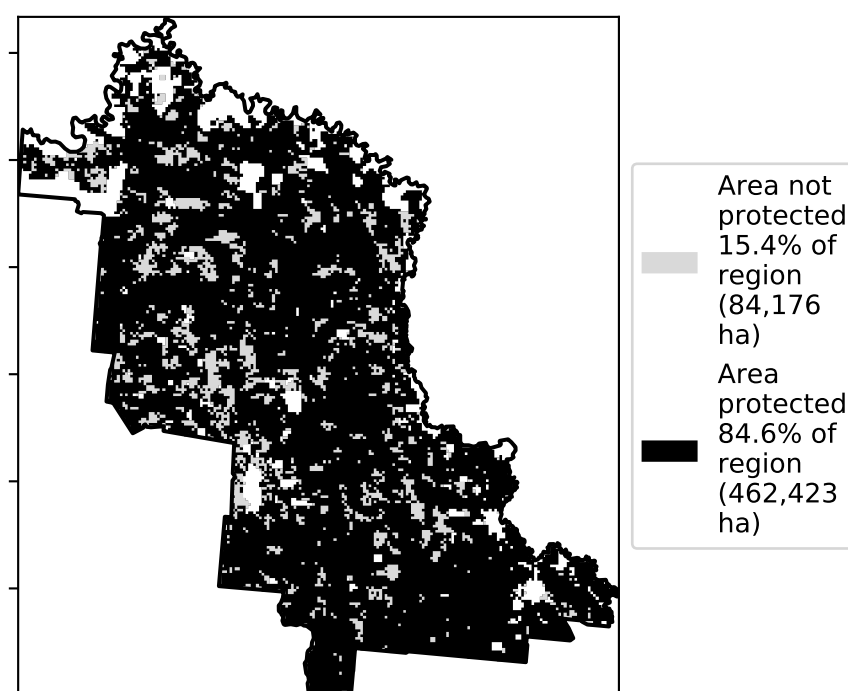 Area not
protected
15.4% of
region
(84,176
ha)
Area
protected
84.6% of
region
(462,423
ha)